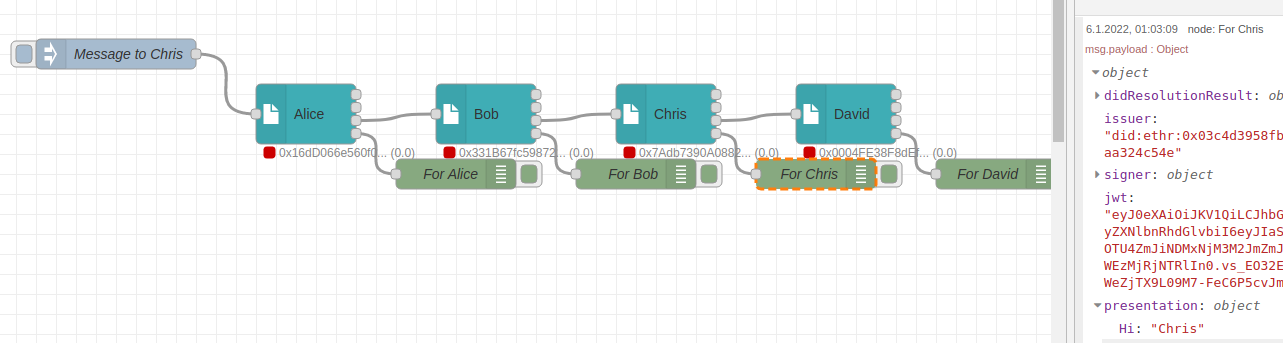 Message to Chris
Alice
Bob
Chris
David
0x16dD066e560f0... (0.0)
0x331B67fc59872... (0.0)
0x7Adb7390A0882... (0.0)
0x0004FE38F8dEf... (0.0)
For Alice
For Bob
For Chris
For David
6.1.2022, 01:03:09 node: For Chris
msg.payload : Object
object
didResolutionResult: ob
issuer:
"did:ethr:0x03c4d3958fb
aa324c54e"
signer: object
jwt:
"eyJ0eXAiOiJKV1QiLCJhbG
yZXNlbnRhdGlvbiI6eyJIaS
OTU4ZmJiNDMxNjM3M2JmZmJ
WEzMjRjNTRlIn0.vs_EO32E
WeZjTX9L09M7-FeC6P5cvJm
presentation: object
Hi: "Chris"